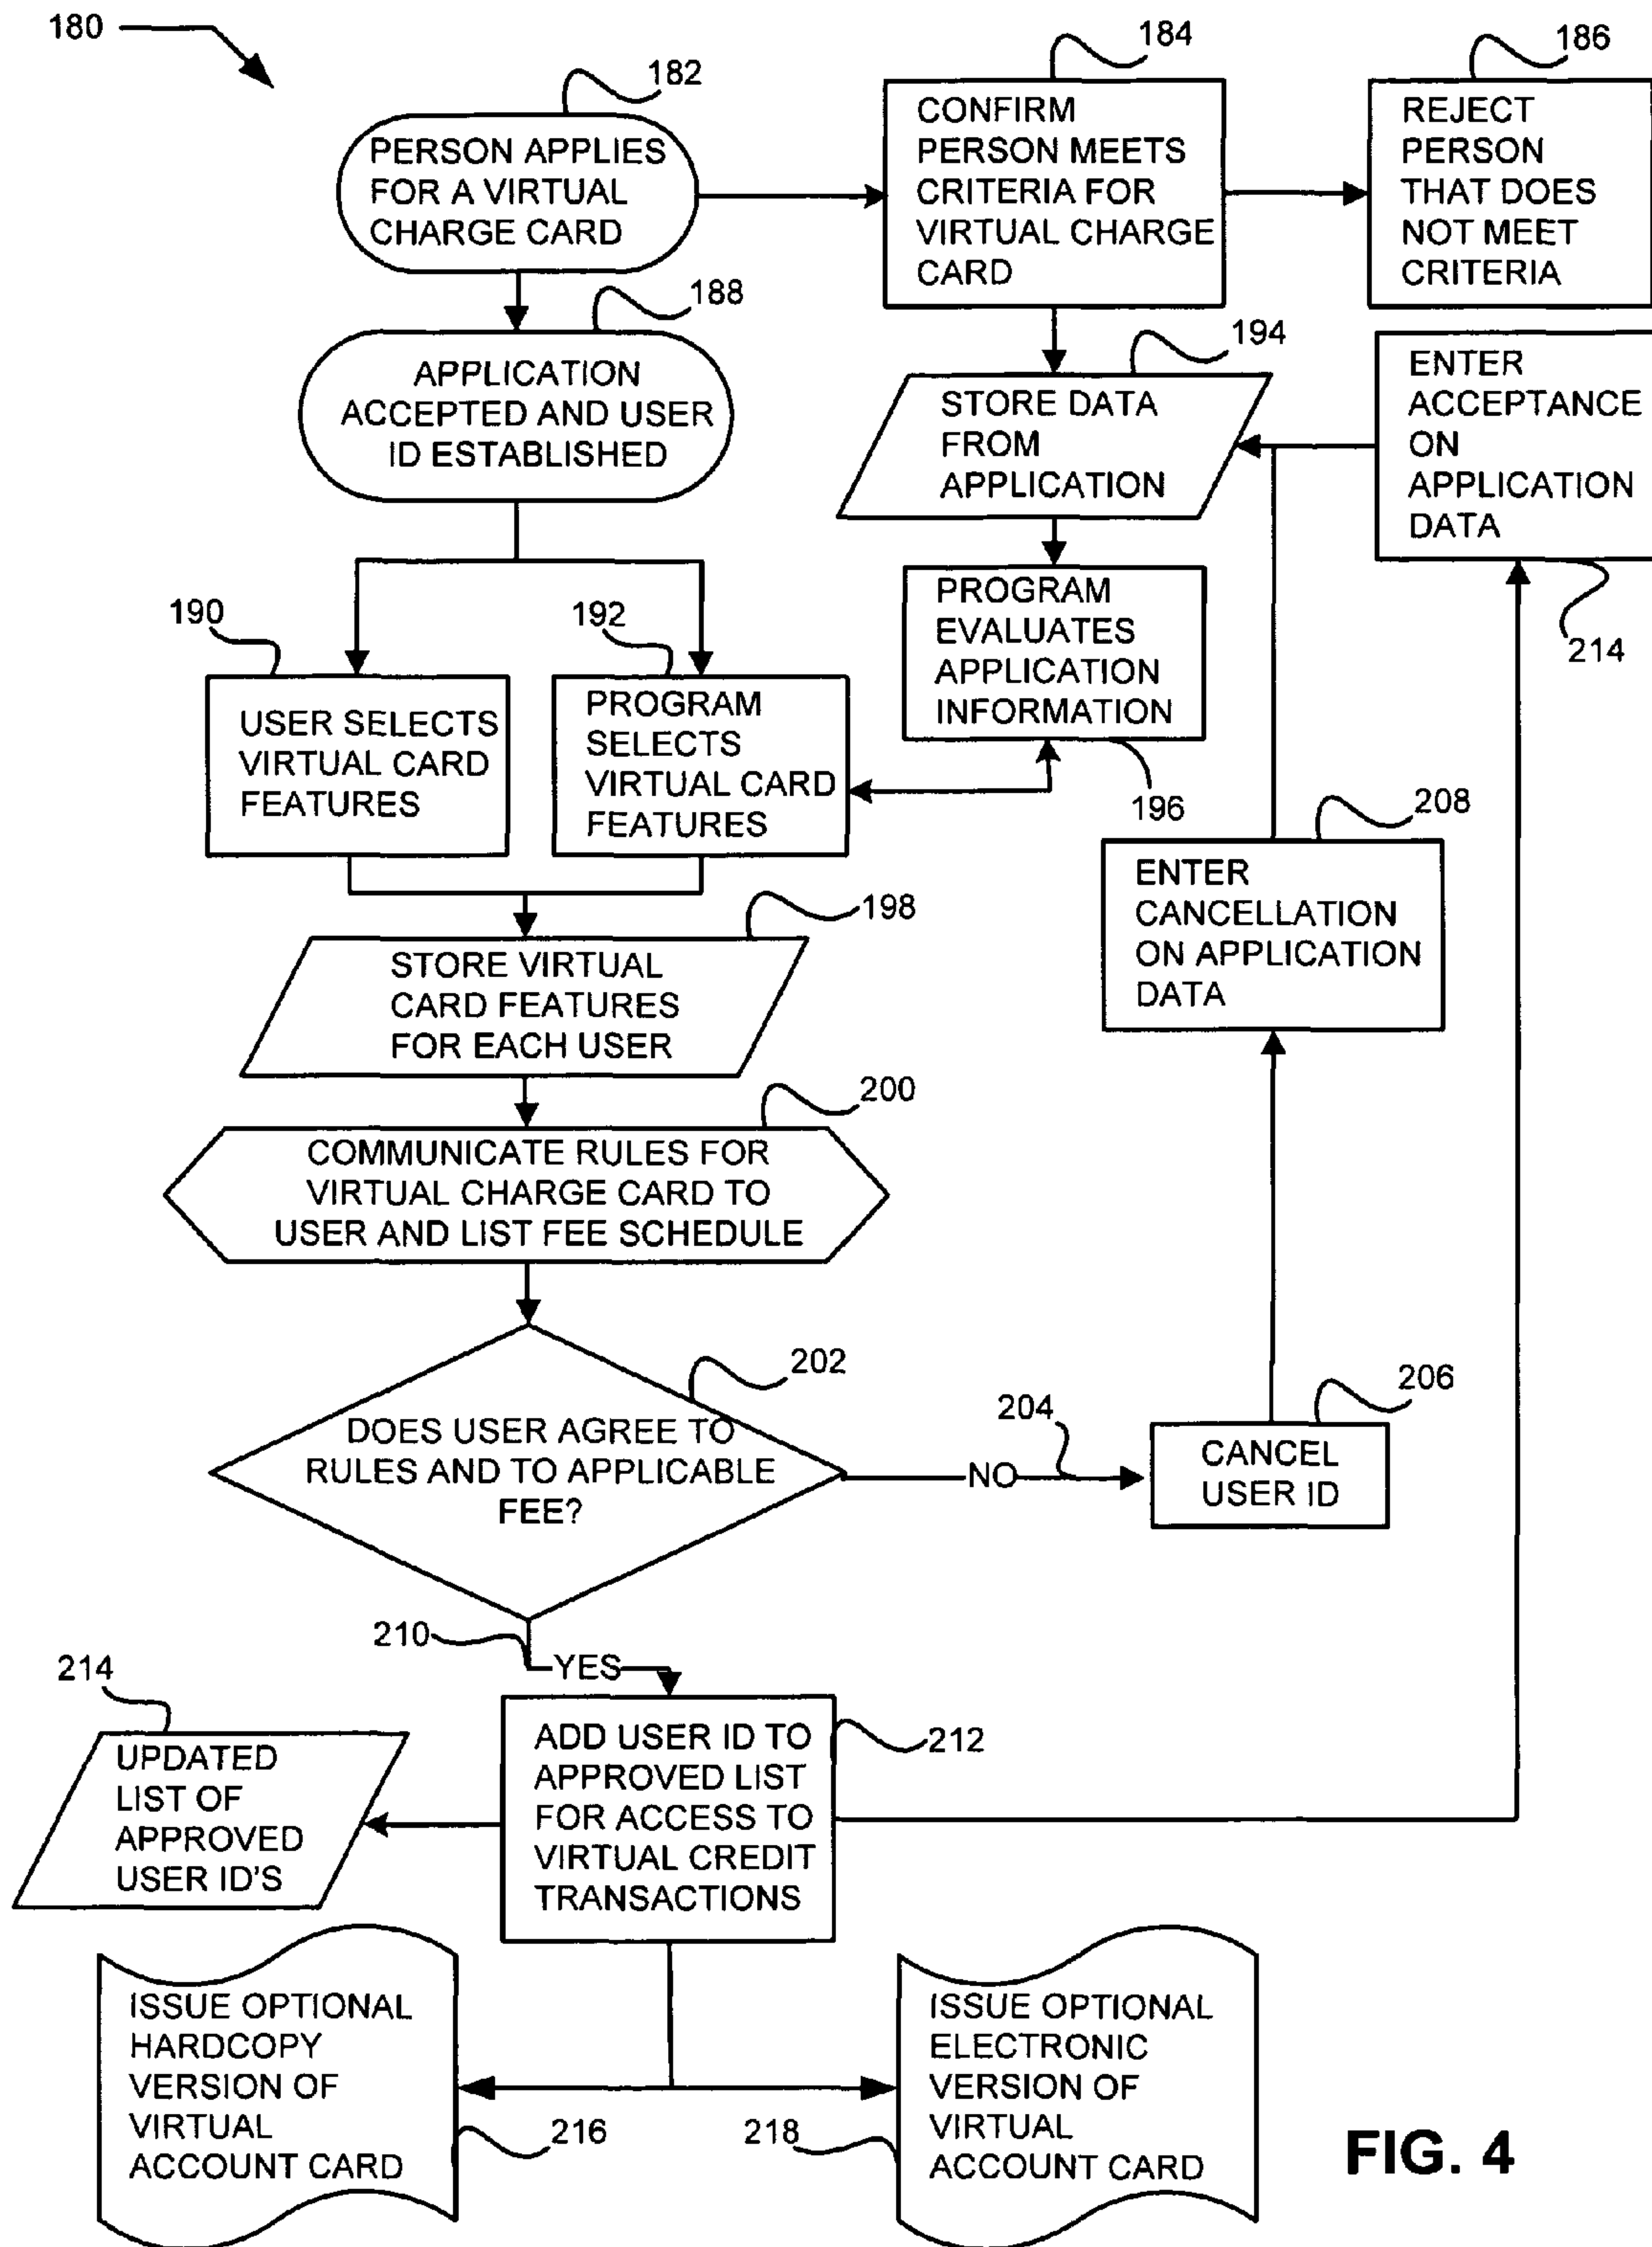 180
182
PERSON APPLIES
FOR A VIRTUAL
CHARGE CARD
184
CONFIRM
PERSON MEETS
CRITERIA FOR
VIRTUAL CHARGE
CARD
186
REJECT
PERSON
THAT DOES
NOT MEET
CRITERIA
188
APPLICATION
ACCEPTED AND USER
ID ESTABLISHED
194
STORE DATA
FROM
APPLICATION
ENTER
ACCEPTANCE
ON
APPLICATION
DATA
214
190
USER SELECTS
VIRTUAL CARD
FEATURES
192
PROGRAM
SELECTS
VIRTUAL CARD
FEATURES
PROGRAM
EVALUATES
APPLICATION
INFORMATION
196
208
ENTER
CANCELLATION
ON APPLICATION
DATA
198
STORE VIRTUAL
CARD FEATURES
FOR EACH USER
200
COMMUNICATE RULES FOR
VIRTUAL CHARGE CARD TO
USER AND LIST FEE SCHEDULE
202
DOES USER AGREE TO
RULES AND TO APPLICABLE
FEE?
204
NO
206
CANCEL
USER ID
210
YES
214
UPDATED
LIST OF
APPROVED
USER ID'S
212
ADD USER ID TO
APPROVED LIST
FOR ACCESS TO
VIRTUAL CREDIT
TRANSACTIONS
ISSUE OPTIONAL
HARDCOPY
VERSION OF
VIRTUAL
ACCOUNT CARD
216
218
ISSUE OPTIONAL
ELECTRONIC
VERSION OF
VIRTUAL
ACCOUNT CARD
FIG. 4